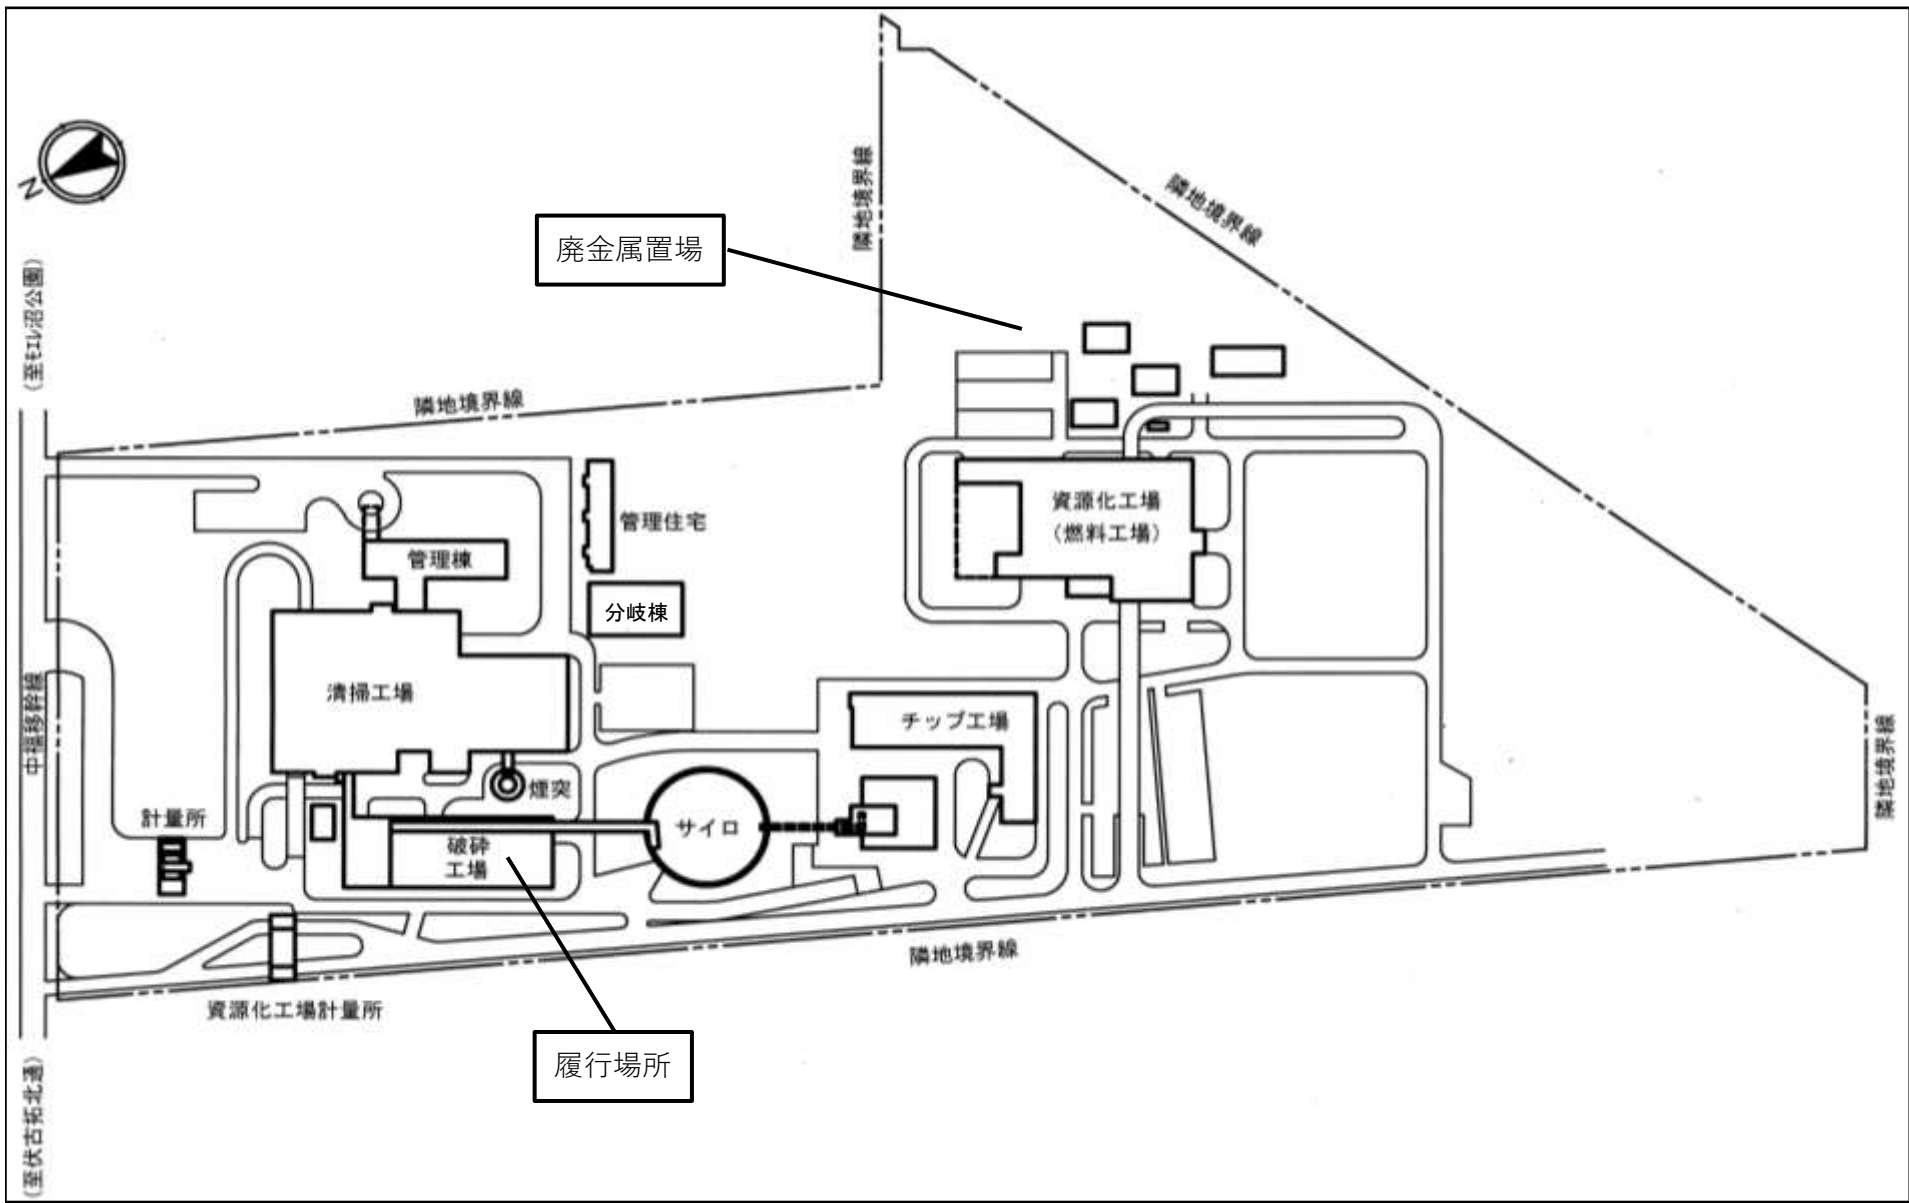 N
隣地境界線
隣地境界線
廃金属置場
(至モエレ沼公園)
隣地境界線
資源化工場
(燃料工場)
管理住宅
管理棟
分岐棟
清掃工場
中福移幹線
チップ工場
隣地境界線
煙突
計量所
サイロ
破砕
工場
隣地境界線
資源化工場計量所
履行場所
(至伏古拓北通)